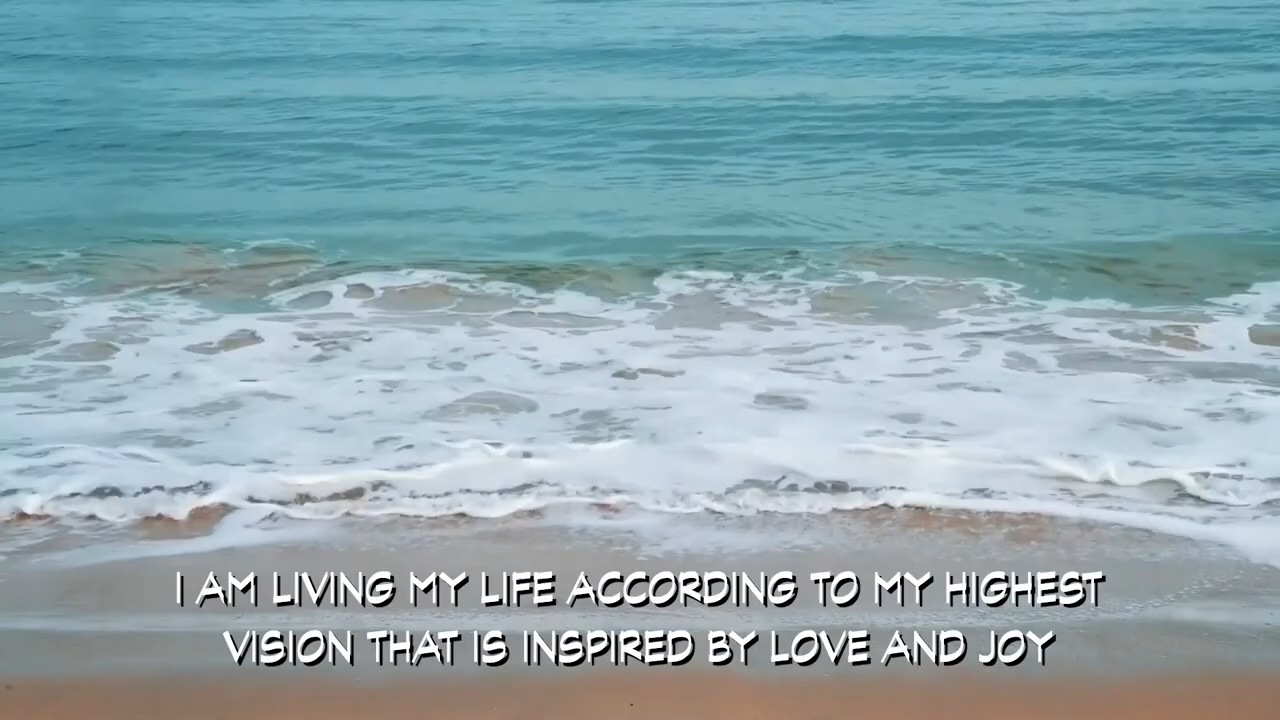 I AM LIVING MY LIFE ACCORDING TO MY HIGHEST
VISION THAT IS INSPIRED BY LOVE AND JOY